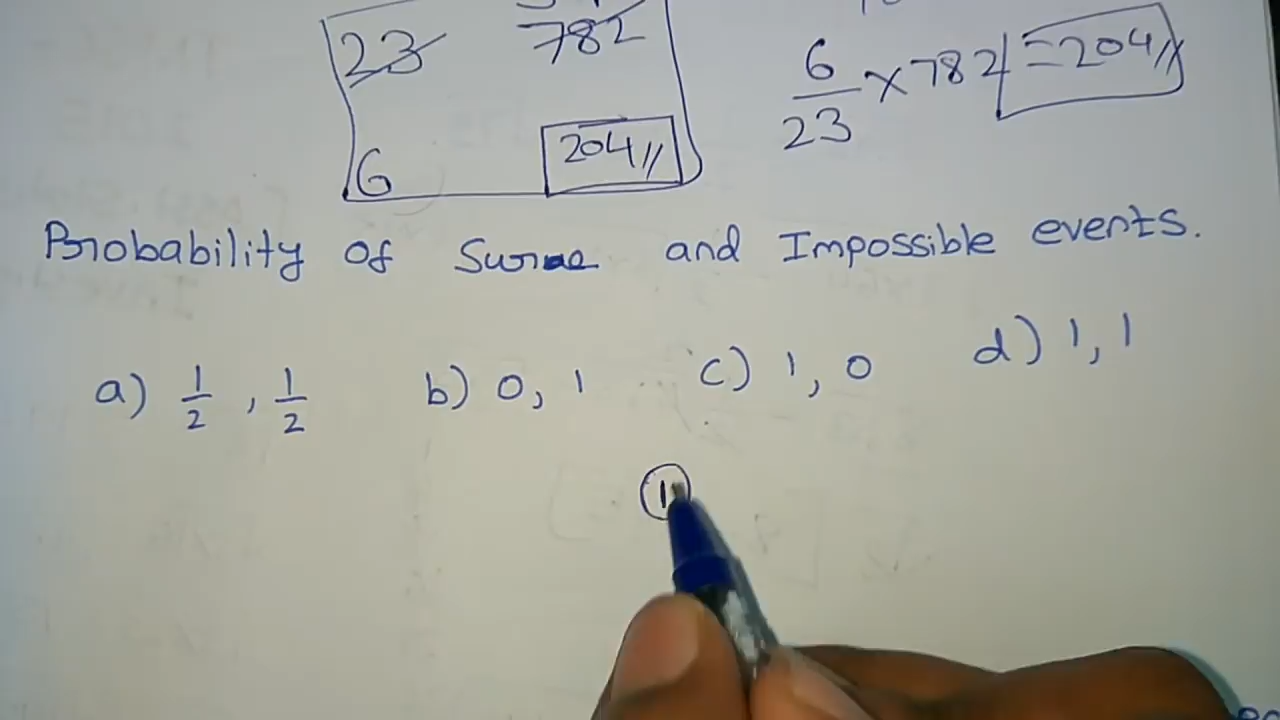 23 782
6/23 × 782 = 204//
6 204//
Probability of Sure and Impossible events.
a) 1/2, 1/2 b) 0, 1 c) 1, 0 d) 1, 1
1